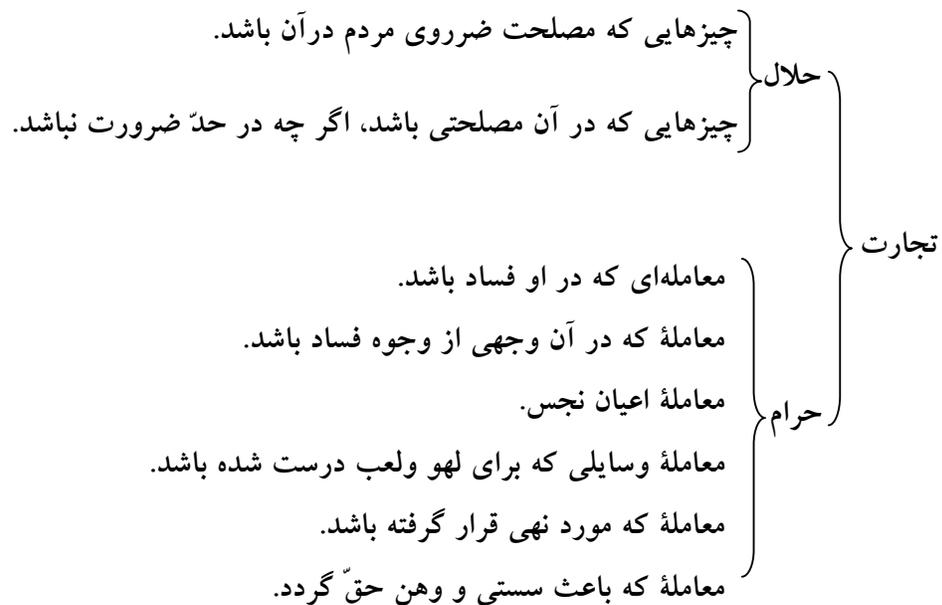 چیزهایی که مصلحت ضرروی مردم درآن باشد.
حلال
چیزهایی که در آن مصلحتی باشد، اگر چه در حدّ ضرورت نباشد.
تجارت
معامله‌ای که در او فساد باشد.
معاملهٔ که در آن وجهی از وجوه فساد باشد.
معاملهٔ اعیان نجس.
حرام
معاملهٔ وسایلی که برای لهو ولعب درست شده باشد.
معاملهٔ که مورد نهی قرار گرفته باشد.
معاملهٔ که باعث سستی و وهن حقّ گردد.